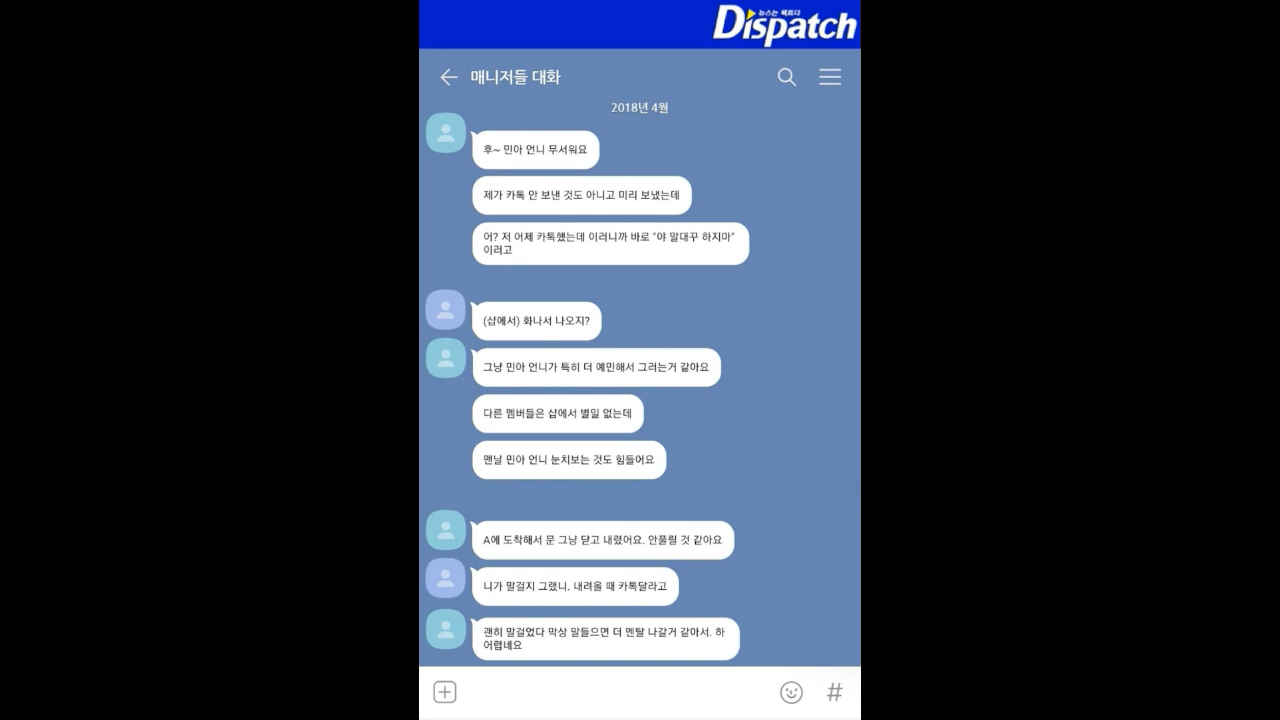 뉴스는 팩트다
Dispatch
매니저들 대화
2018년 4월
후~ 민아 언니 무서워요
제가 카톡 안 보낸 것도 아니고 미리 보냈는데
어? 저 어제 카톡했는데 이러니까 바로 "야 말대꾸 하지마"
이러고
(샵에서) 화나서 나오지?
그냥 민아 언니가 특히 더 예민해서 그러는거 같아요
다른 멤버들은 샵에서 별일 없는데
맨날 민아 언니 눈치보는 것도 힘들어요
A에 도착해서 문 그냥 닫고 내렸어요. 안풀릴 것 같아요
니가 말걸지 그랬니. 내려올 때 카톡달라고
괜히 말걸었다 막상 말들으면 더 멘탈 나갈거 같아서. 하
어렵네요
#